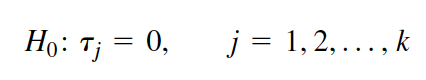 H₀: τⱼ = 0, j = 1, 2, . . . , k